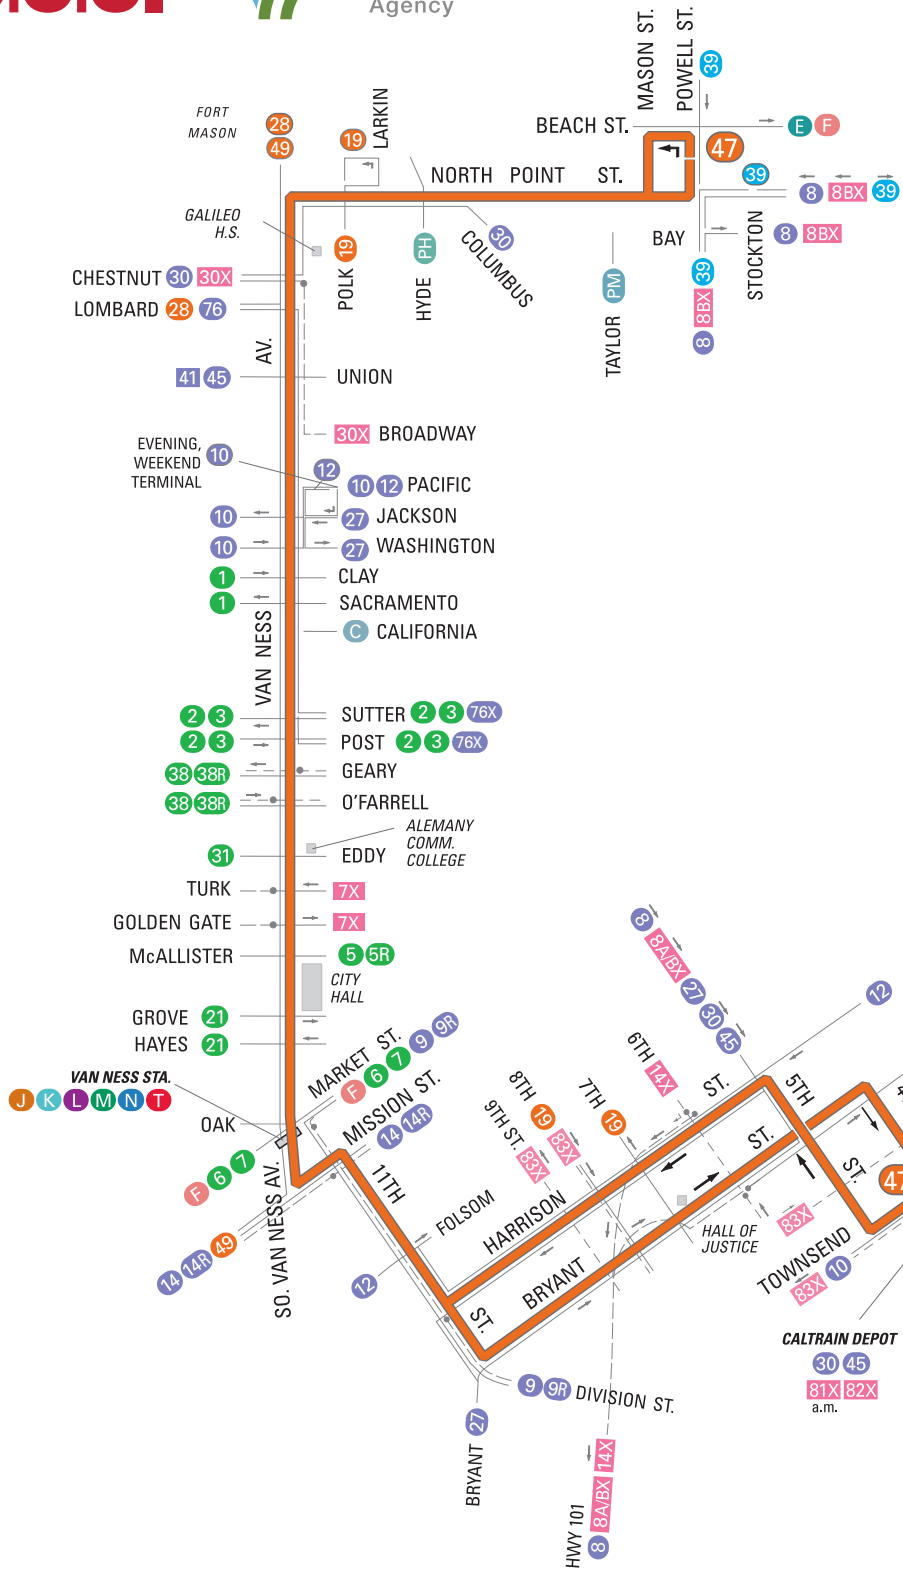 Agency
MASON ST.
POWELL ST.
39
FORT
MASON
28
49
19
LARKIN
BEACH ST.
E F
47
NORTH POINT ST.
39
8 8BX 39
GALILEO
H.S.
30
COLUMBUS
BAY
STOCKTON
8 8BX
POLK 19
HYDE PH
TAYLOR PM
8 8BX 39
CHESTNUT 30 30X
LOMBARD 28 76
AV.
41 45
UNION
30X BROADWAY
EVENING,
WEEKEND
TERMINAL
10
12
10 12 PACIFIC
10
27 JACKSON
10
27 WASHINGTON
1
CLAY
1
SACRAMENTO
C CALIFORNIA
VAN NESS
2 3
SUTTER 2 3 76X
2 3
POST 2 3 76X
38 38R
GEARY
38 38R
O'FARRELL
ALEMANY
COMM.
COLLEGE
31
EDDY
TURK
7X
GOLDEN GATE
7X
McALLISTER
5 5R
CITY
HALL
GROVE 21
HAYES 21
VAN NESS STA.
J K L M N T
OAK
MARKET ST.
F 6 7 9 9R
MISSION ST.
14 14R
F 6 7
SO. VAN NESS AV.
14 14R 49
11TH
ST.
FOLSOM
12
HARRISON
ST.
BRYANT
ST.
9TH ST.
83X
8TH 19 83X
7TH 19
6TH 14X
8 8A/BX 27 30 45
12
5TH
ST.
47
HALL OF
JUSTICE
83X
TOWNSEND
83X 10
CALTRAIN DEPOT
30 45
81X 82X
a.m.
9 9R DIVISION ST.
BRYANT 27
HWY 101
8 8A/BX 14X